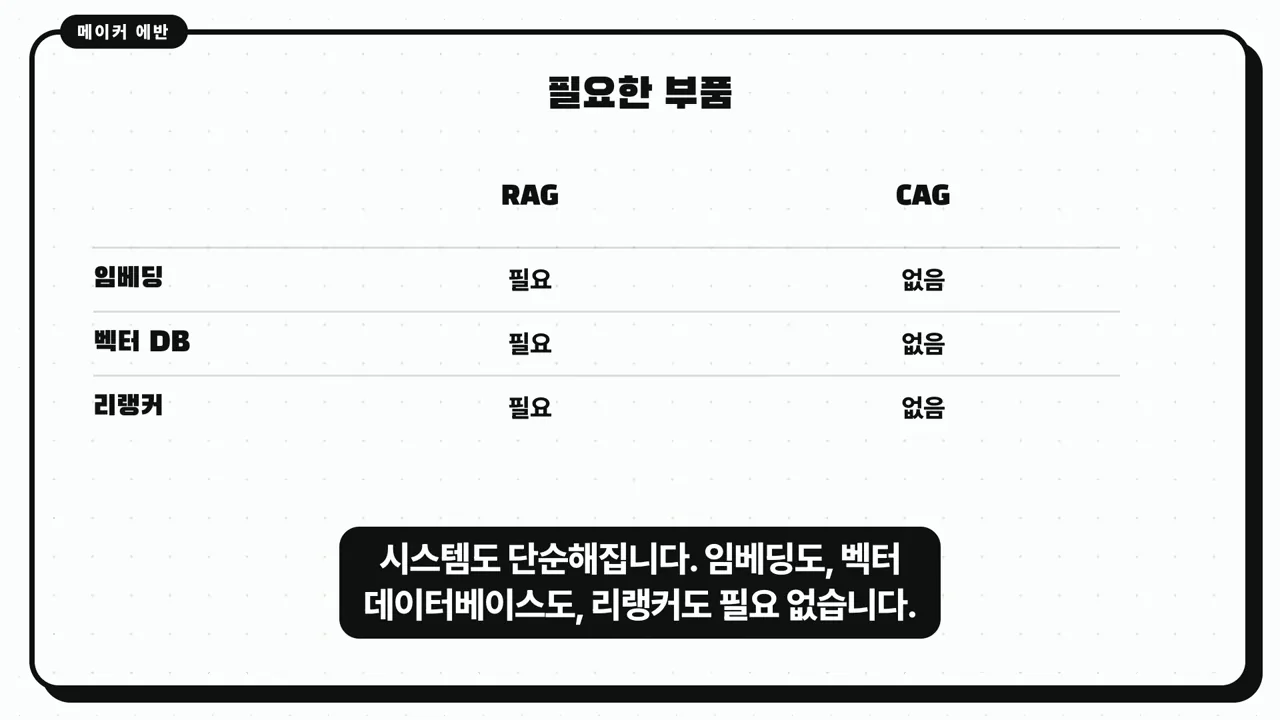 메이커 에반
필요한 부품
RAG CAG
임베딩 필요 없음
벡터 DB 필요 없음
리랭커 필요 없음
시스템도 단순해집니다. 임베딩도, 벡터
데이터베이스도, 리랭커도 필요 없습니다.